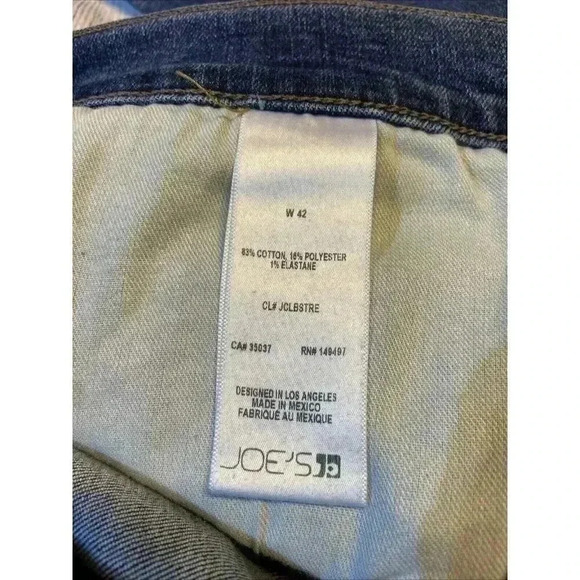 W 42
83% COTTON, 16% POLYESTER
1% ELASTANE
CL# JCLBSTRE
CA# 35037 RN# 149497
DESIGNED IN LOS ANGELES
MADE IN MEXICO
FABRIQUÉ AU MEXIQUE
JOE'S